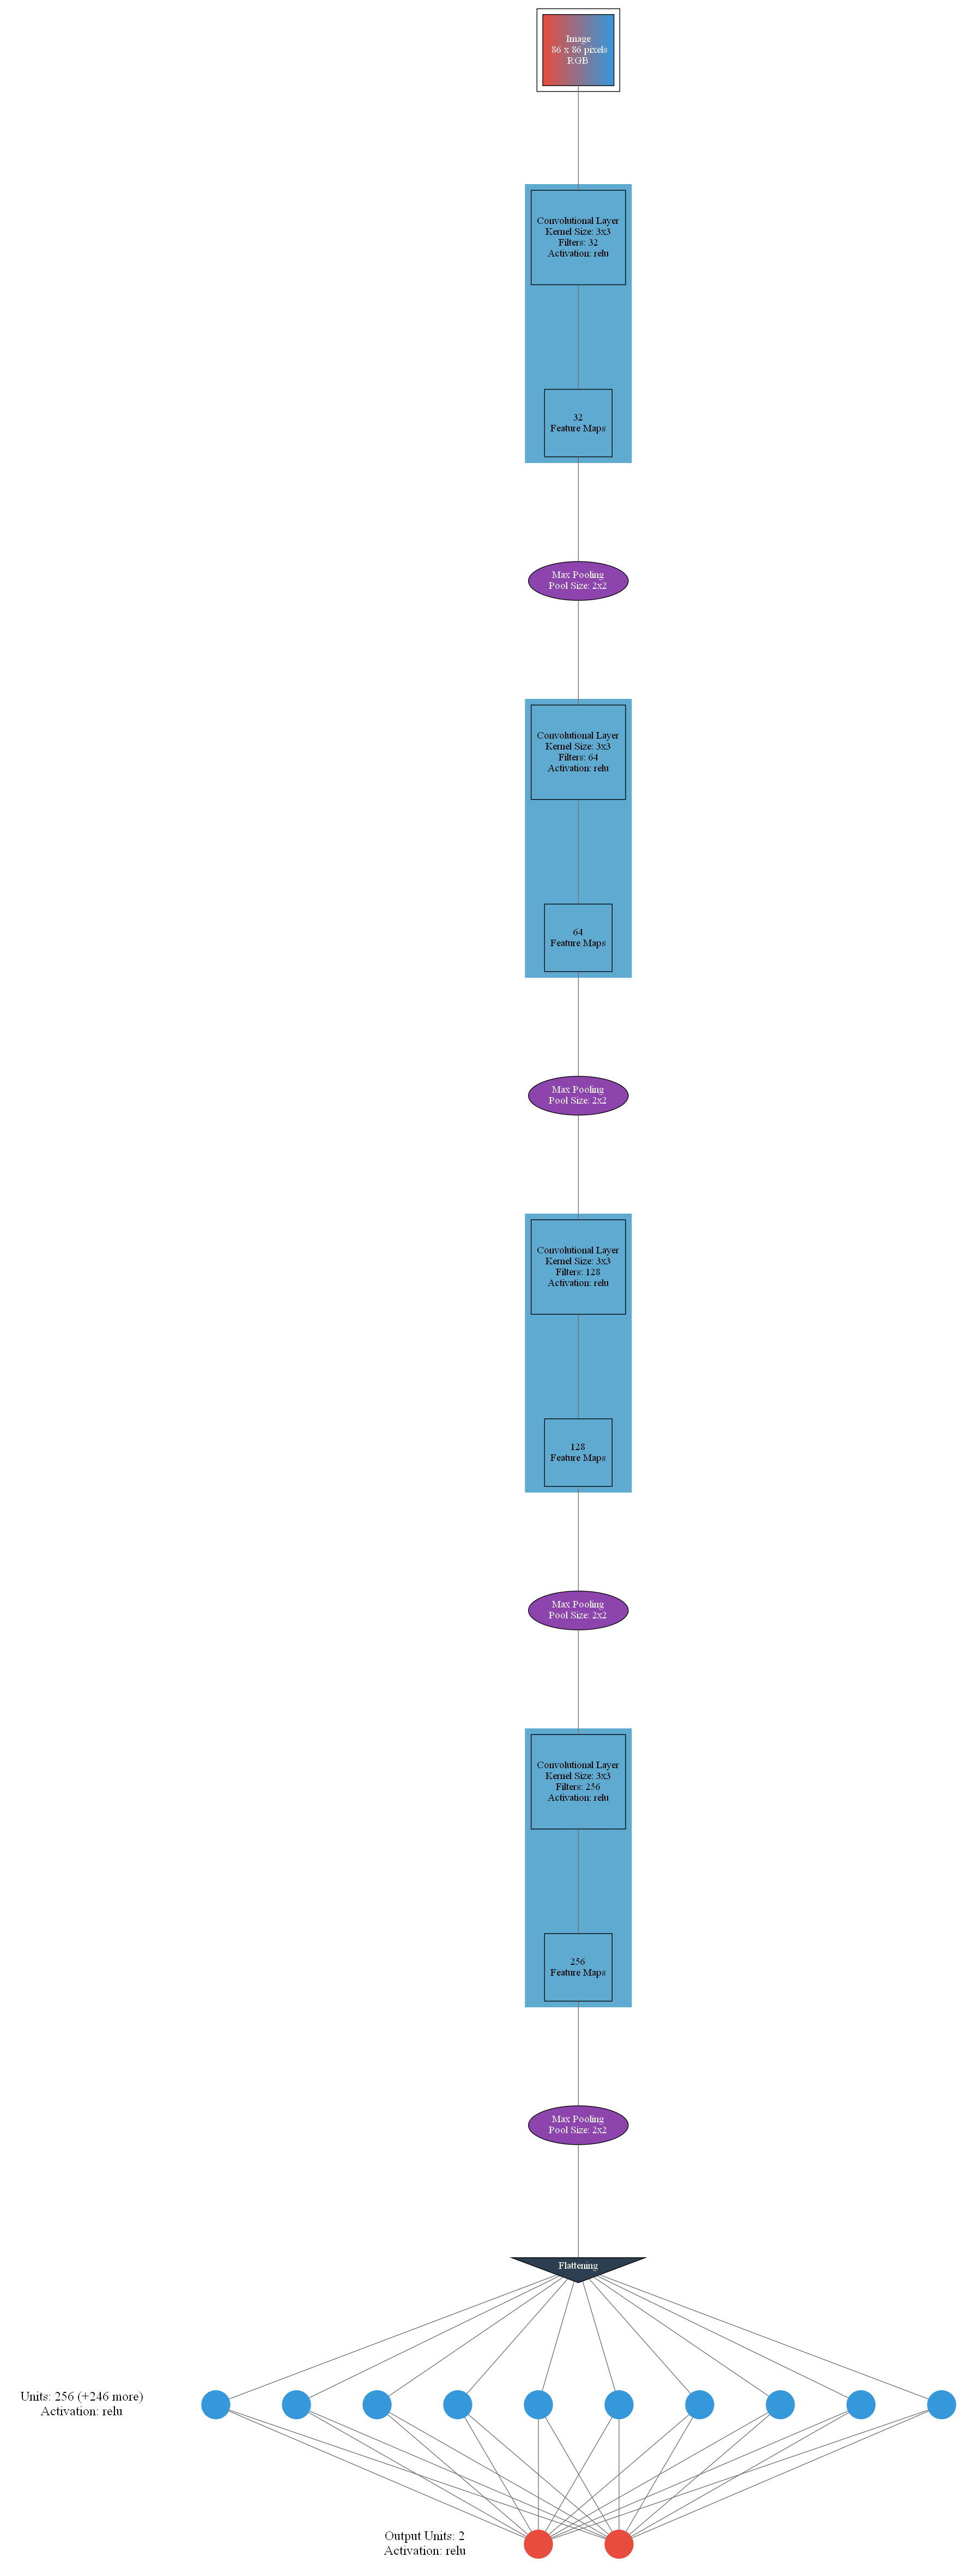 Image
86 x 86 pixels
RGB
Convolutional Layer
Kernel Size: 3x3
Filters: 32
Activation: relu
32
Feature Maps
Max Pooling
Pool Size: 2x2
Convolutional Layer
Kernel Size: 3x3
Filters: 64
Activation: relu
64
Feature Maps
Max Pooling
Pool Size: 2x2
Convolutional Layer
Kernel Size: 3x3
Filters: 128
Activation: relu
128
Feature Maps
Max Pooling
Pool Size: 2x2
Convolutional Layer
Kernel Size: 3x3
Filters: 256
Activation: relu
256
Feature Maps
Max Pooling
Pool Size: 2x2
Flattening
Units: 256 (+246 more)
Activation: relu
Output Units: 2
Activation: relu